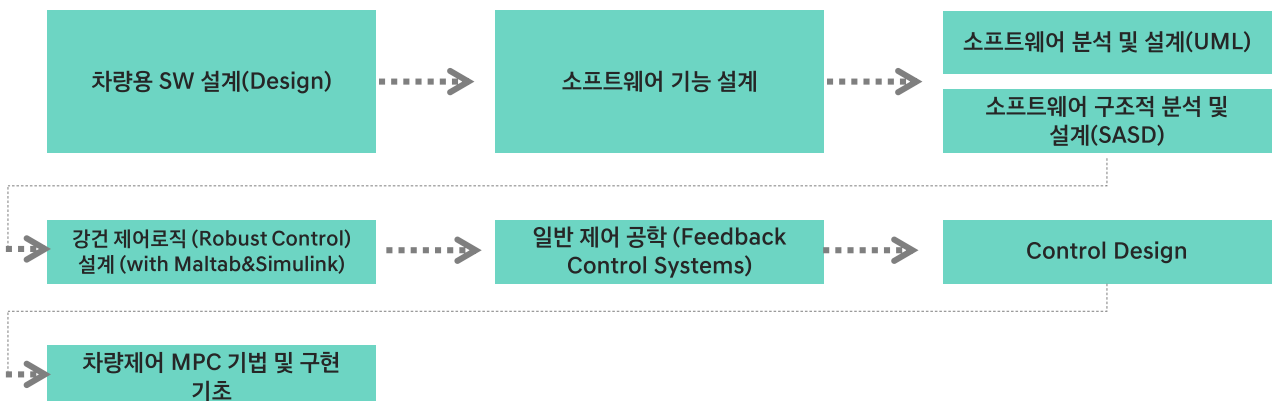 차량용 SW 설계(Design)
소프트웨어 기능 설계
소프트웨어 분석 및 설계(UML)
소프트웨어 구조적 분석 및
설계(SASD)
강건 제어로직 (Robust Control)
설계 (with Maltab&Simulink)
일반 제어 공학 (Feedback
Control Systems)
Control Design
차량제어 MPC 기법 및 구현
기초